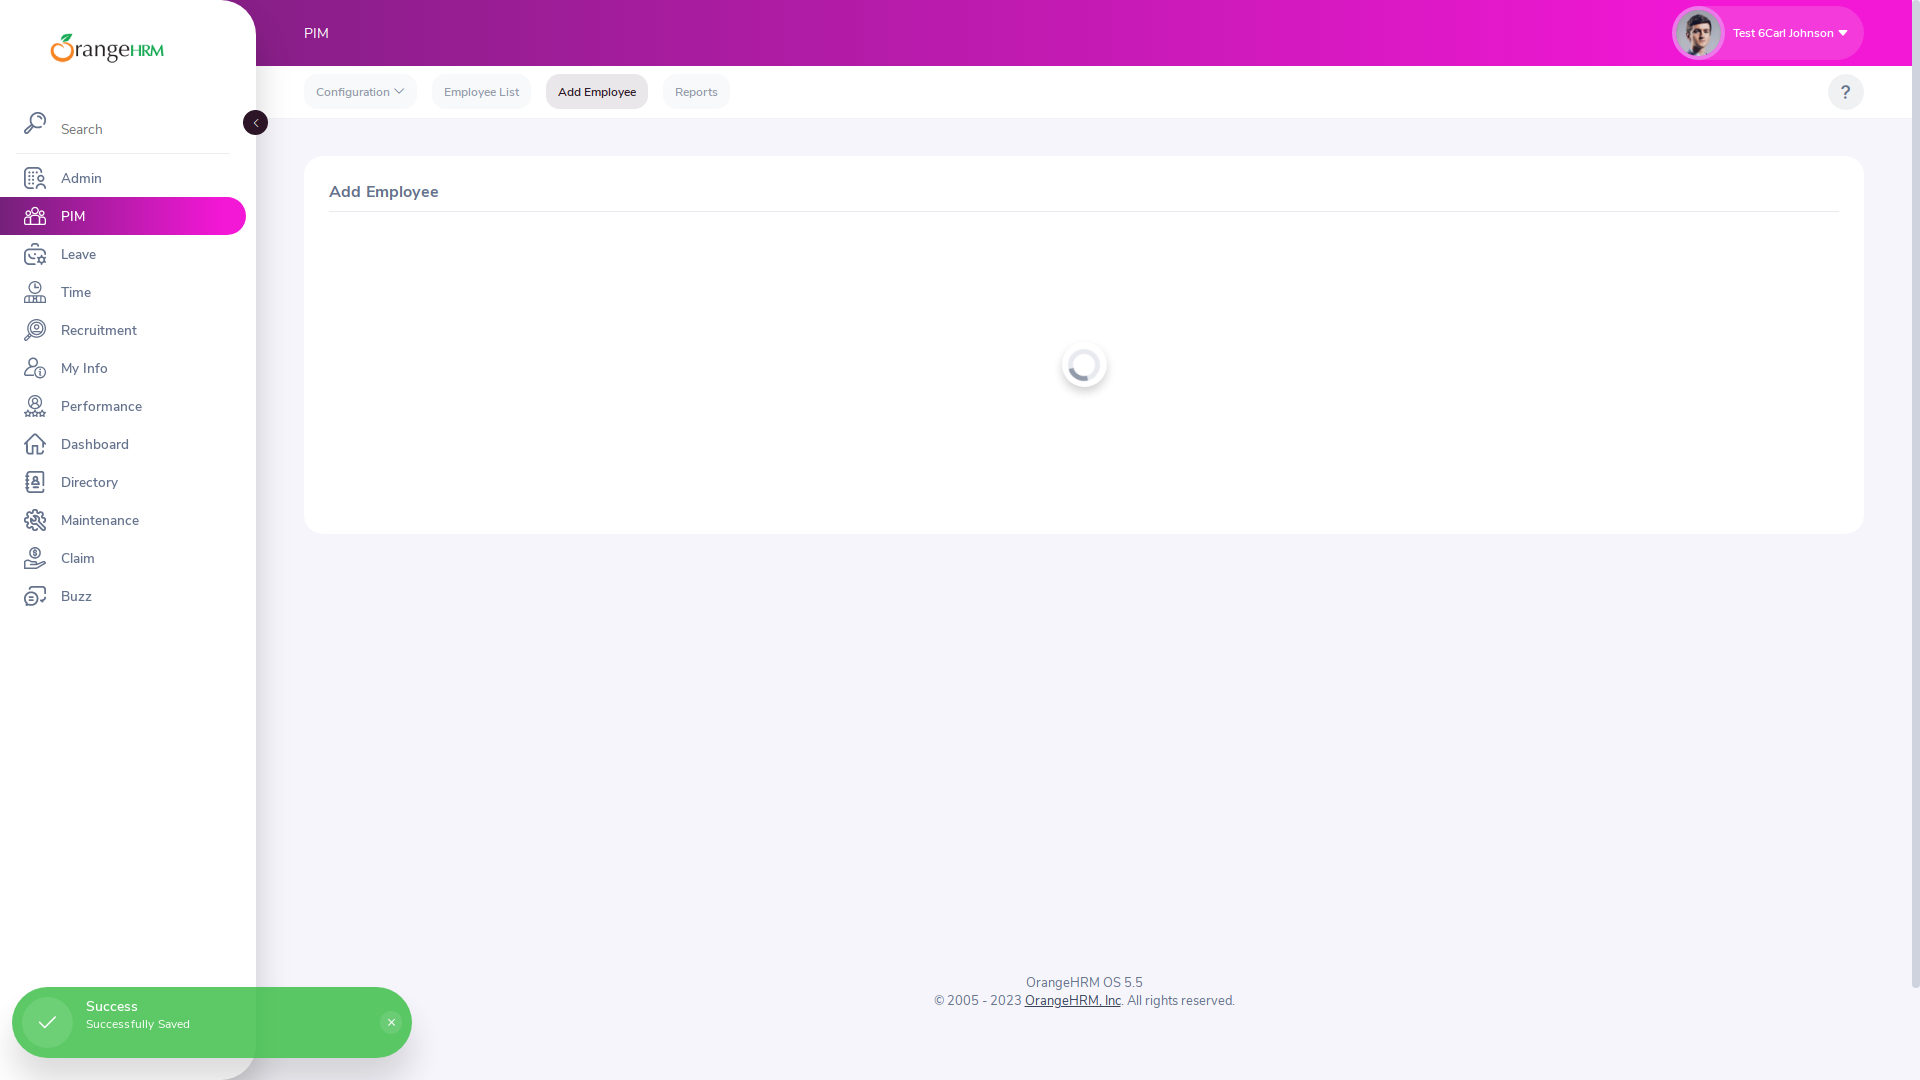 OrangeHRM
PIM
Test 6Carl Johnson
Configuration
Employee List
Add Employee
Reports
?
Search
Admin
PIM
Leave
Time
Recruitment
My Info
Performance
Dashboard
Directory
Maintenance
Claim
Buzz
Add Employee
OrangeHRM OS 5.5
© 2005 - 2023 OrangeHRM, Inc. All rights reserved.
Success
Successfully Saved
×